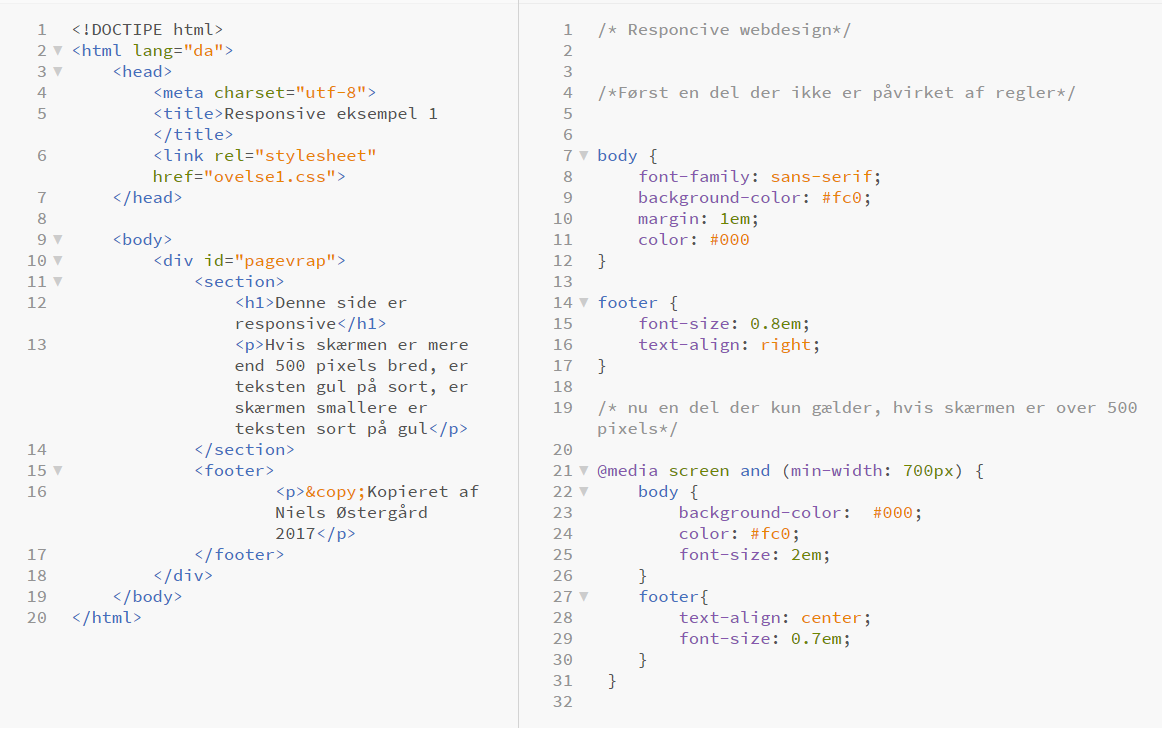 1 <!DOCTIPE html>
2 <html lang="da">
3 <head>
4 <meta charset="utf-8">
5 <title>Responsive eksempel 1
</title>
6 <link rel="stylesheet"
href="ovelse1.css">
7 </head>
8
9 <body>
10 <div id="pagevrap">
11 <section>
12 <h1>Denne side er
responsive</h1>
13 <p>Hvis skærmen er mere
end 500 pixels bred, er
teksten gul på sort, er
skærmen smallere er
teksten sort på gul</p>
14 </section>
15 <footer>
16 <p>&copy;Kopieret af
Niels Østergård
2017</p>
17 </footer>
18 </div>
19 </body>
20 </html>
1 /* Responcive webdesign*/
2
3
4 /*Først en del der ikke er påvirket af regler*/
5
6
7 body {
8 font-family: sans-serif;
9 background-color: #fc0;
10 margin: 1em;
11 color: #000
12 }
13
14 footer {
15 font-size: 0.8em;
16 text-align: right;
17 }
18
19 /* nu en del der kun gælder, hvis skærmen er over 500
pixels*/
20
21 @media screen and (min-width: 700px) {
22 body {
23 background-color:  #000;
24 color: #fc0;
25 font-size: 2em;
26 }
27 footer{
28 text-align: center;
29 font-size: 0.7em;
30 }
31 }
32